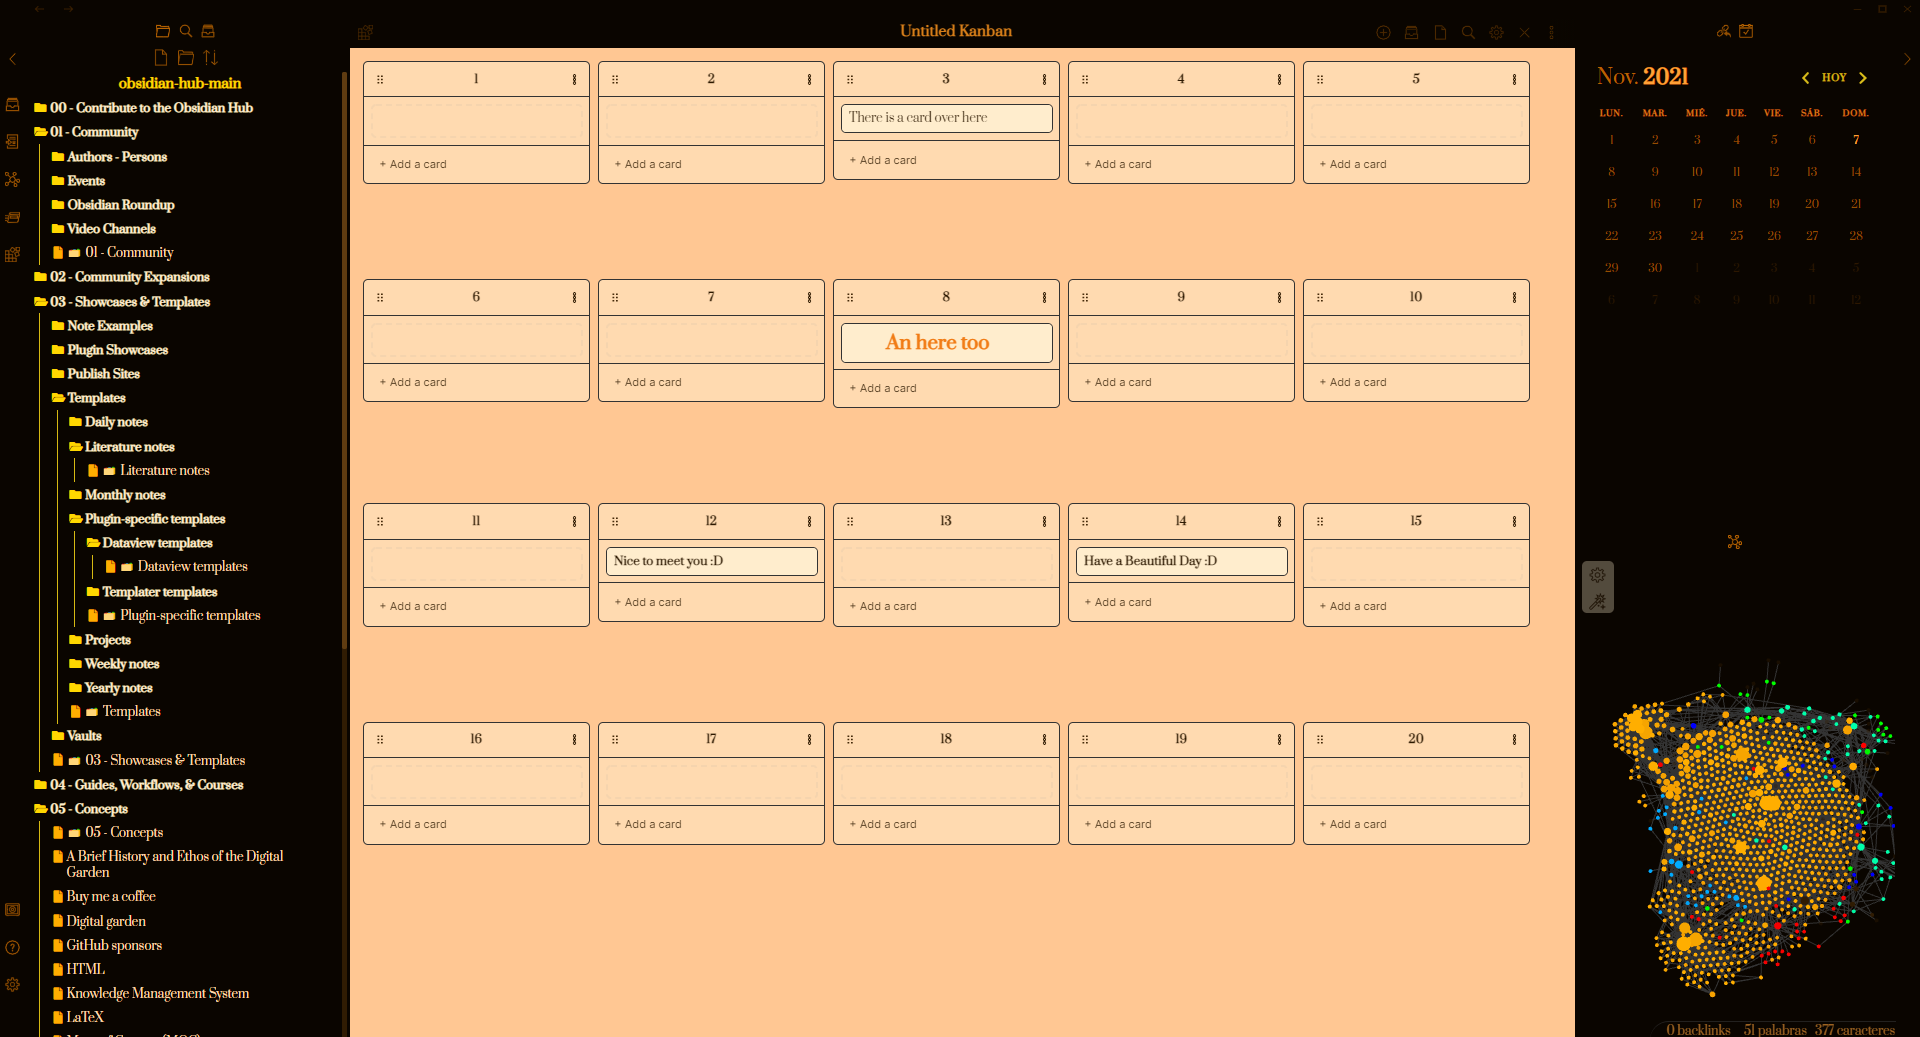 Untitled Kanban
obsidian-hub-main
00 - Contribute to the Obsidian Hub
01 - Community
Authors - Persons
Events
Obsidian Roundup
Video Channels
01 - Community
02 - Community Expansions
03 - Showcases & Templates
Note Examples
Plugin Showcases
Publish Sites
Templates
Daily notes
Literature notes
Literature notes
Monthly notes
Plugin-specific templates
Dataview templates
Dataview templates
Templater templates
Plugin-specific templates
Projects
Weekly notes
Yearly notes
Templates
Vaults
03 - Showcases & Templates
04 - Guides, Workflows, & Courses
05 - Concepts
05 - Concepts
A Brief History and Ethos of the Digital
Garden
Buy me a coffee
Digital garden
GitHub sponsors
HTML
Knowledge Management System
LaTeX
1 2 3 4 5
There is a card over here
+ Add a card + Add a card + Add a card + Add a card + Add a card
6 7 8 9 10
An here too
+ Add a card + Add a card + Add a card + Add a card + Add a card
11 12 13 14 15
Nice to meet you :D Have a Beautiful Day :D
+ Add a card + Add a card + Add a card + Add a card + Add a card
16 17 18 19 20
+ Add a card + Add a card + Add a card + Add a card + Add a card
Nov. 2021 HOY
LUN. MAR. MIÉ. JUE. VIE. SÁB. DOM.
1 2 3 4 5 6 7
8 9 10 11 12 13 14
15 16 17 18 19 20 21
22 23 24 25 26 27 28
29 30 1 2 3 4 5
6 7 8 9 10 11 12
0 backlinks 51 palabras 377 caracteres